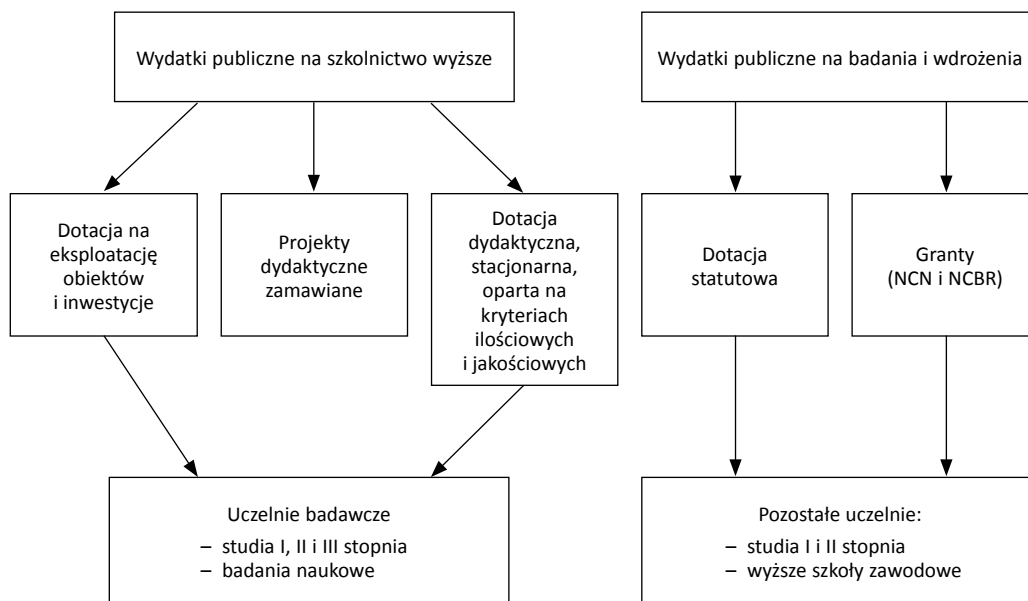 Wydatki publiczne na szkolnictwo wyższe
Wydatki publiczne na badania i wdrożenia
Dotacja na
eksploatację
obiektów
i inwestycje
Projekty
dydaktyczne
zamawiane
Dotacja
dydaktyczna,
stacjonarna,
oparta na
kryteriach
ilościowych
i jakościowych
Dotacja
statutowa
Granty
(NCN i NCBR)
Uczelnie badawcze
– studia I, II i III stopnia
– badania naukowe
Pozostałe uczelnie:
– studia I i II stopnia
– wyższe szkoły zawodowe